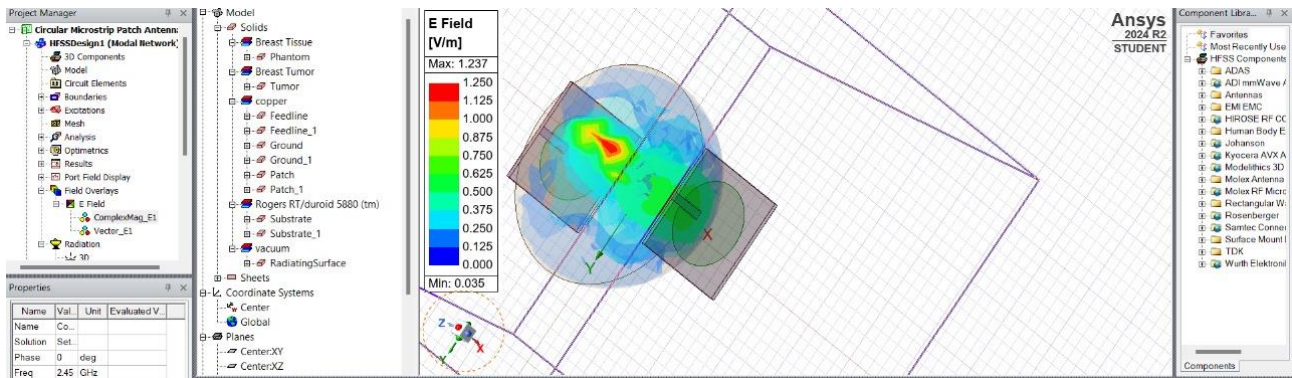 Project Manager
Circular Microstrip Patch Antenn
HFSSDesign1 (Modal Network)
3D Components
Model
Circuit Elements
Boundaries
Excitations
Mesh
Analysis
Optimetrics
Results
Port Field Display
Field Overlays
E Field
ComplexMag_E1
Vector_E1
Radiation
3D
Properties
Name Val... Unit Evaluated V...
Name Co...
Solution Set...
Phase 0 deg
Freq 2.45 GHz
Model
Solids
Breast Tissue
Phantom
Breast Tumor
Tumor
copper
Feedline
Feedline_1
Ground
Ground_1
Patch
Patch_1
Rogers RT/duroid 5880 (tm)
Substrate
Substrate_1
vacuum
RadiatingSurface
Sheets
Coordinate Systems
Center
Global
Planes
Center:XY
Center:XZ
E Field
[V/m]
Max: 1.237
1.250
1.125
1.000
0.875
0.750
0.625
0.500
0.375
0.250
0.125
0.000
Min: 0.035
Y
X
Z
X
Y
Ansys
2024 R2
STUDENT
Component Libra...
Favorites
Most Recently Use
HFSS Components
ADAS
ADI mmWave A
Antennas
EMI EMC
HIROSE RF CC
Human Body E
Johanson
Kyocera AVX A
Modelithics 3D
Molex Antenna
Molex RF Micro
Rectangular W
Rosenberger
Samtec Connec
Surface Mount
TDK
Wurth Elektroni
Components